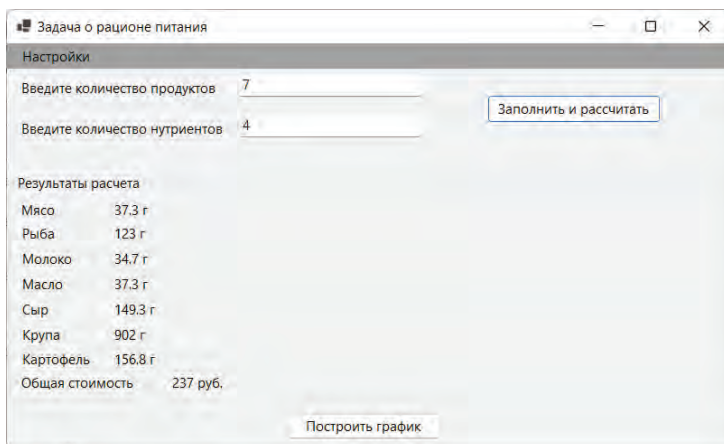 Задача о рационе питания
Настройки
Введите количество продуктов 7
Заполнить и рассчитать
Введите количество нутриентов 4
Результаты расчета
Мясо 37.3 г
Рыба 123 г
Молоко 34.7 г
Масло 37.3 г
Сыр 149.3 г
Крупа 902 г
Картофель 156.8 г
Общая стоимость 237 руб.
Построить график